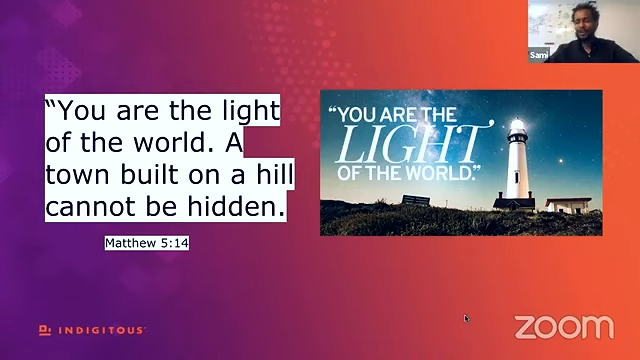 Sam
“You are the light
of the world. A
town built on a hill
cannot be hidden.
Matthew 5:14
“YOU ARE THE
LIGHT
OF THE WORLD.”
INDIGITOUS
zoom